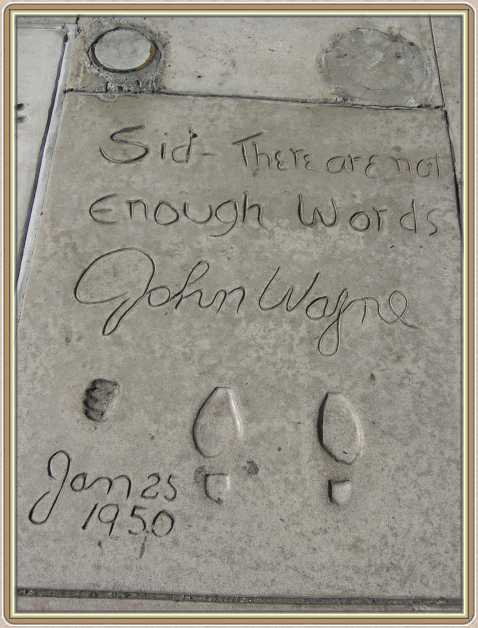 Sid - There are not
Enough Words
John Wayne
Jan 25
1950